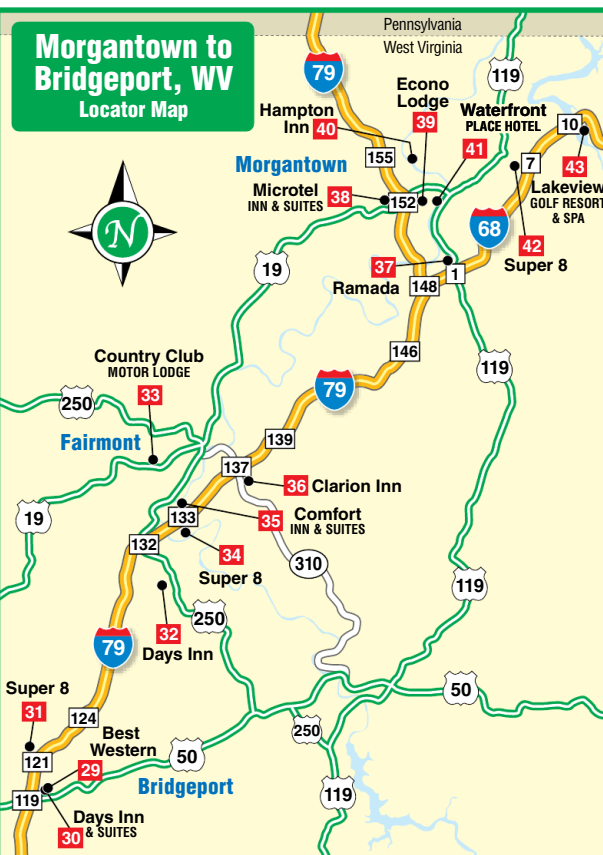 Pennsylvania
West Virginia
Morgantown to
Bridgeport, WV
Locator Map
79
119
Econo
Lodge
39
Hampton
Inn 40
Waterfront
PLACE HOTEL
41
10
43
Lakeview
GOLF RESORT
& SPA
155
7
Morgantown
Microtel
INN & SUITES
38
152
68
42
Super 8
N
19
37
Ramada
1
148
146
119
Country Club
MOTOR LODGE
33
79
250
Fairmont
139
137
36 Clarion Inn
19
133
35
Comfort
INN & SUITES
132
34
Super 8
310
119
32
Days Inn
250
79
50
Super 8
31
124
Best
Western
250
121
29
50
Bridgeport
119
119
Days Inn
& SUITES
30